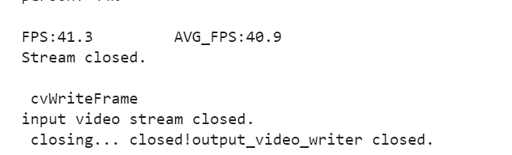 FPS:41.3 AVG_FPS:40.9
Stream closed.
cvWriteFrame
input video stream closed.
closing... closed!output_video_writer closed.